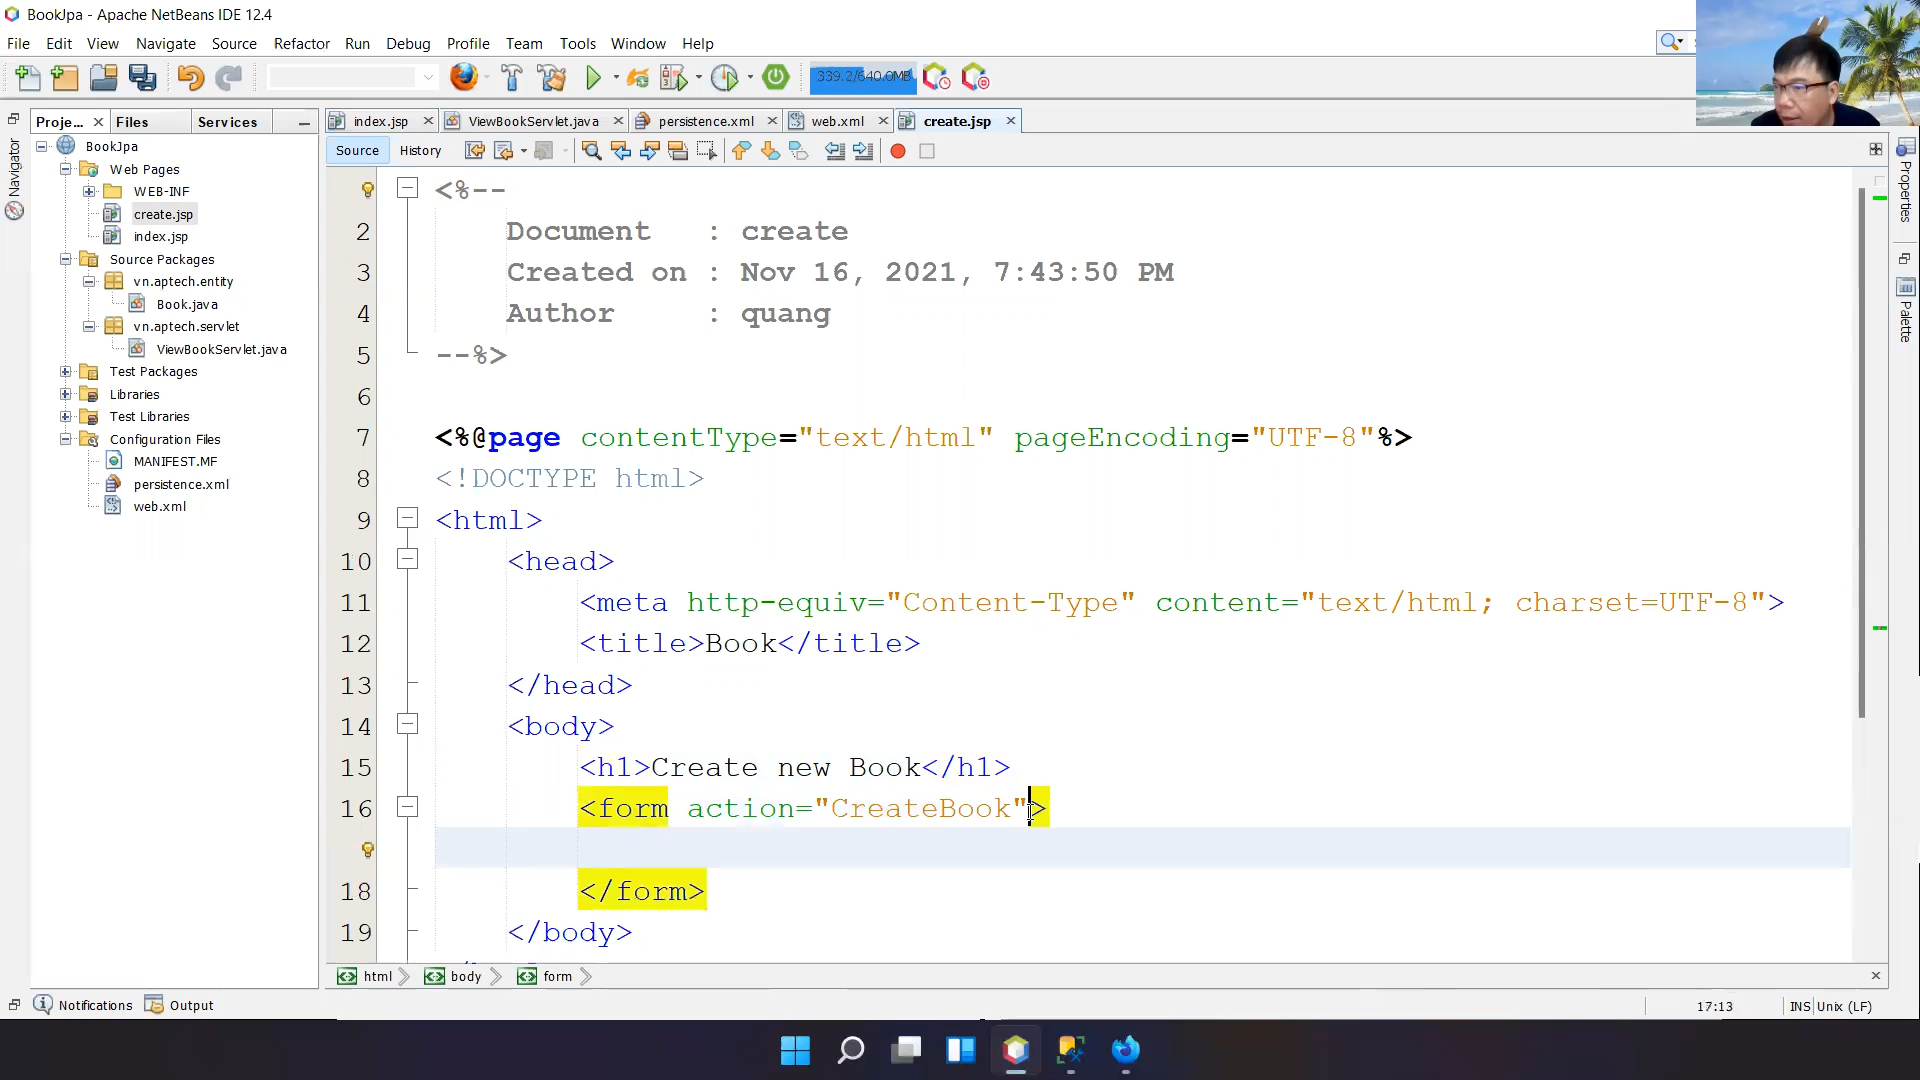 BookJpa - Apache NetBeans IDE 12.4
File Edit View Navigate Source Refactor Run Debug Profile Team Tools Window Help
339.2/640.0MB
Proje... Files Services
index.jsp ViewBookServlet.java persistence.xml web.xml create.jsp
Source History
Navigator
Properties
Palette
BookJpa
Web Pages
WEB-INF
create.jsp
index.jsp
Source Packages
vn.aptech.entity
Book.java
vn.aptech.servlet
ViewBookServlet.java
Test Packages
Libraries
Test Libraries
Configuration Files
MANIFEST.MF
persistence.xml
web.xml
<%--
2 Document : create
3 Created on : Nov 16, 2021, 7:43:50 PM
4 Author : quang
5 --%>
6
7 <%@page contentType="text/html" pageEncoding="UTF-8"%>
8 <!DOCTYPE html>
9 <html>
10 <head>
11 <meta http-equiv="Content-Type" content="text/html; charset=UTF-8">
12 <title>Book</title>
13 </head>
14 <body>
15 <h1>Create new Book</h1>
16 <form action="CreateBook">
18 </form>
19 </body>
html body form
Notifications Output
17:13 INS Unix (LF)